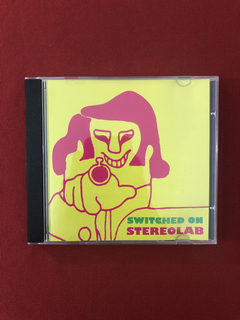 SWITCHED ON
STEREOLAB